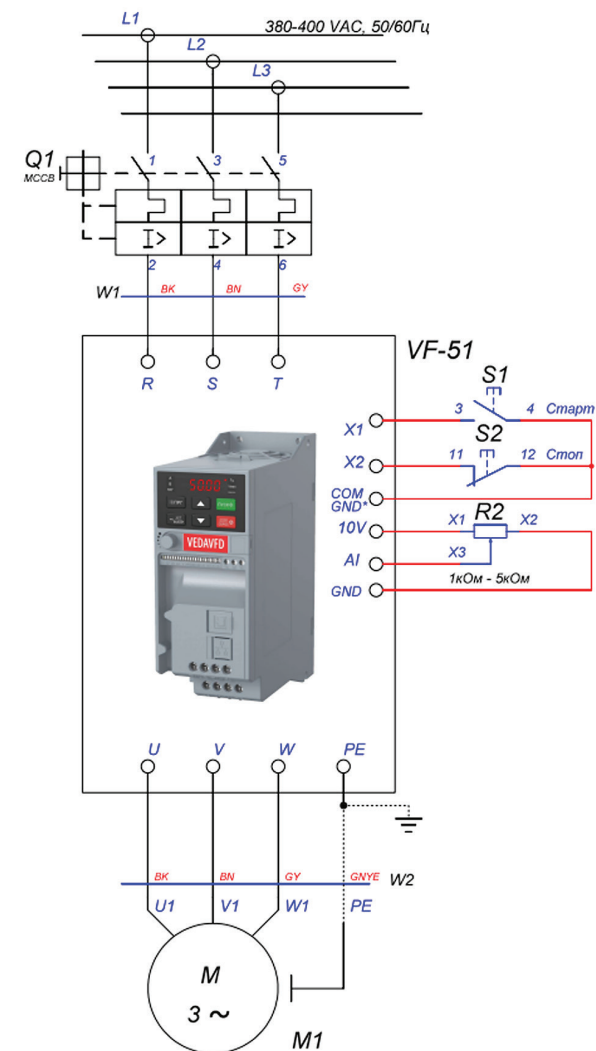 L1
380-400 VAC, 50/60Гц
L2
L3
Q1
MCCB
1 3 5
I> I> I>
2 4 6
W1 BK BN GY
VF-51
R S T
S1
X1 3 4 Старт
S2
X2 11 12 Стоп
COM
GND*
R2
10V X1 X2
AI X3
1кОм - 5кОм
GND
50.00
VEDAVFD
U V W PE
BK BN GY GNYE W2
U1 V1 W1 PE
M
3 ~
M1